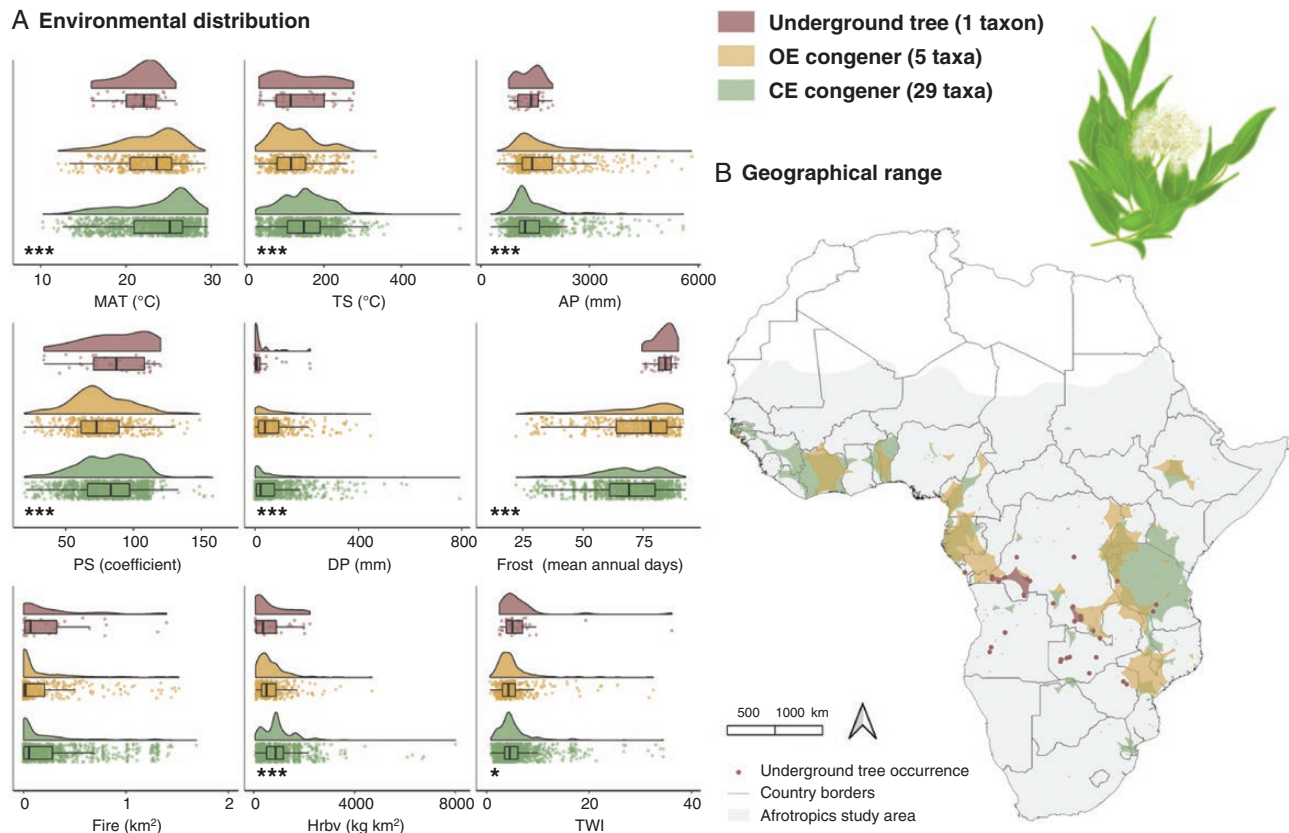 A Environmental distribution
Underground tree (1 taxon)
OE congener (5 taxa)
CE congener (29 taxa)
***
***
***
10 20 30
0 200 400
0 3000 6000
MAT (°C)
TS (°C)
AP (mm)
***
***
***
50 100 150
0 400 800
25 50 75
PS (coefficient)
DP (mm)
Frost (mean annual days)
***
*
0 1 2
0 4000 8000
0 20 40
Fire (km²)
Hrbv (kg km²)
TWI
B Geographical range
500 1000 km
Underground tree occurrence
Country borders
Afrotropics study area